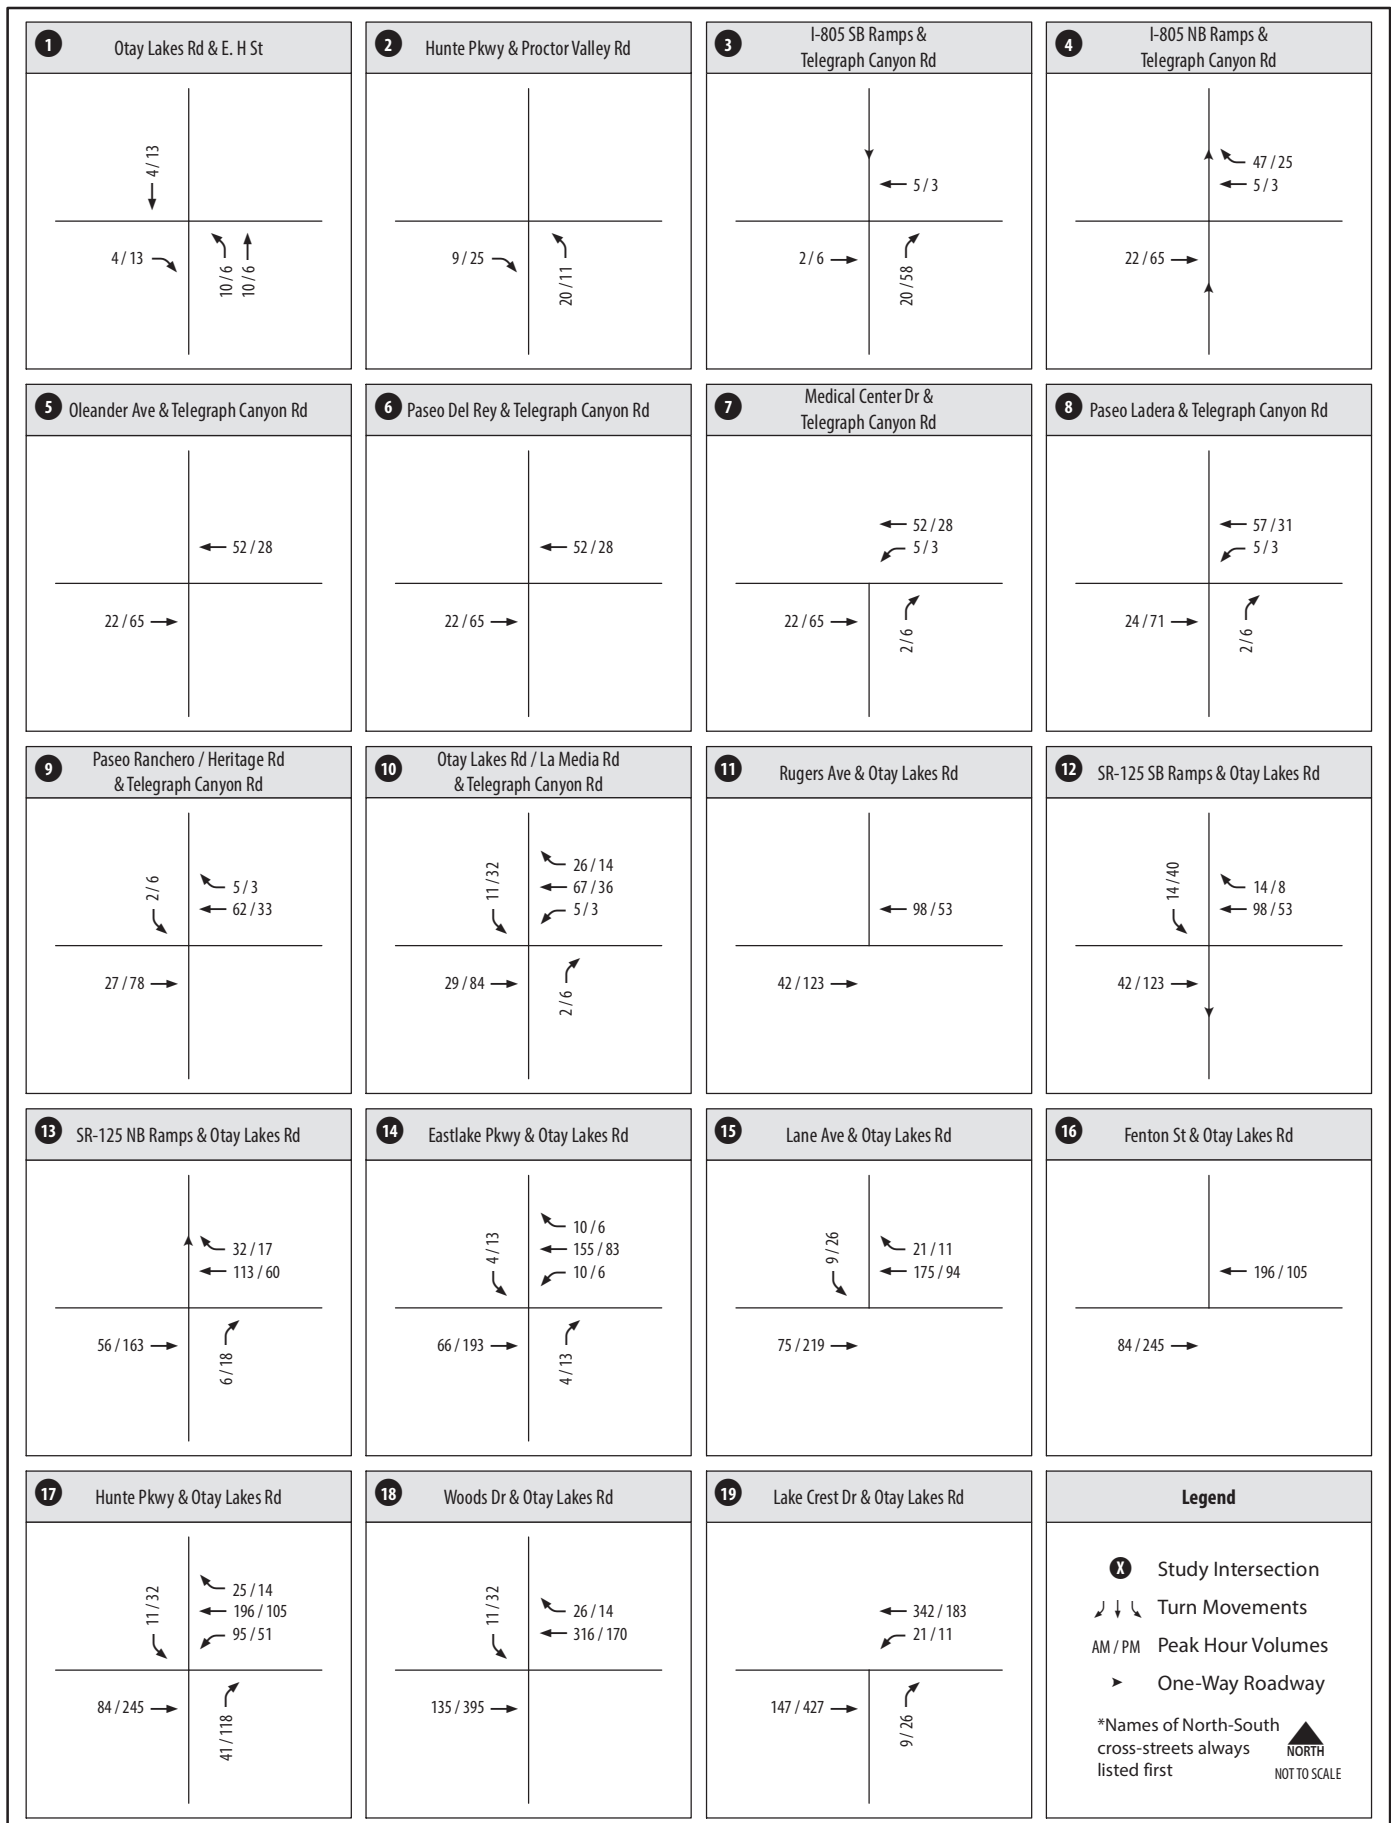 1
Otay Lakes Rd & E. H St
4 / 13
4 / 13
10 / 6
10 / 6
2
Hunte Pkwy & Proctor Valley Rd
9 / 25
20 / 11
3
I-805 SB Ramps &
Telegraph Canyon Rd
5 / 3
2 / 6
20 / 58
4
I-805 NB Ramps &
Telegraph Canyon Rd
47 / 25
5 / 3
22 / 65
5
Oleander Ave & Telegraph Canyon Rd
52 / 28
22 / 65
6
Paseo Del Rey & Telegraph Canyon Rd
52 / 28
22 / 65
7
Medical Center Dr &
Telegraph Canyon Rd
52 / 28
5 / 3
22 / 65
2 / 6
8
Paseo Ladera & Telegraph Canyon Rd
57 / 31
5 / 3
24 / 71
2 / 6
9
Paseo Ranchero / Heritage Rd
& Telegraph Canyon Rd
2 / 6
5 / 3
62 / 33
27 / 78
10
Otay Lakes Rd / La Media Rd
& Telegraph Canyon Rd
11 / 32
26 / 14
67 / 36
5 / 3
29 / 84
2 / 6
11
Rugers Ave & Otay Lakes Rd
98 / 53
42 / 123
12
SR-125 SB Ramps & Otay Lakes Rd
14 / 40
14 / 8
98 / 53
42 / 123
13
SR-125 NB Ramps & Otay Lakes Rd
32 / 17
113 / 60
56 / 163
6 / 18
14
Eastlake Pkwy & Otay Lakes Rd
4 / 13
10 / 6
155 / 83
10 / 6
66 / 193
4 / 13
15
Lane Ave & Otay Lakes Rd
9 / 26
21 / 11
175 / 94
75 / 219
16
Fenton St & Otay Lakes Rd
196 / 105
84 / 245
17
Hunte Pkwy & Otay Lakes Rd
11 / 32
25 / 14
196 / 105
95 / 51
84 / 245
41 / 118
18
Woods Dr & Otay Lakes Rd
11 / 32
26 / 14
316 / 170
135 / 395
19
Lake Crest Dr & Otay Lakes Rd
342 / 183
21 / 11
147 / 427
9 / 26
Legend
X Study Intersection
Turn Movements
AM / PM Peak Hour Volumes
One-Way Roadway
*Names of North-South
cross-streets always
listed first
NORTH
NOT TO SCALE